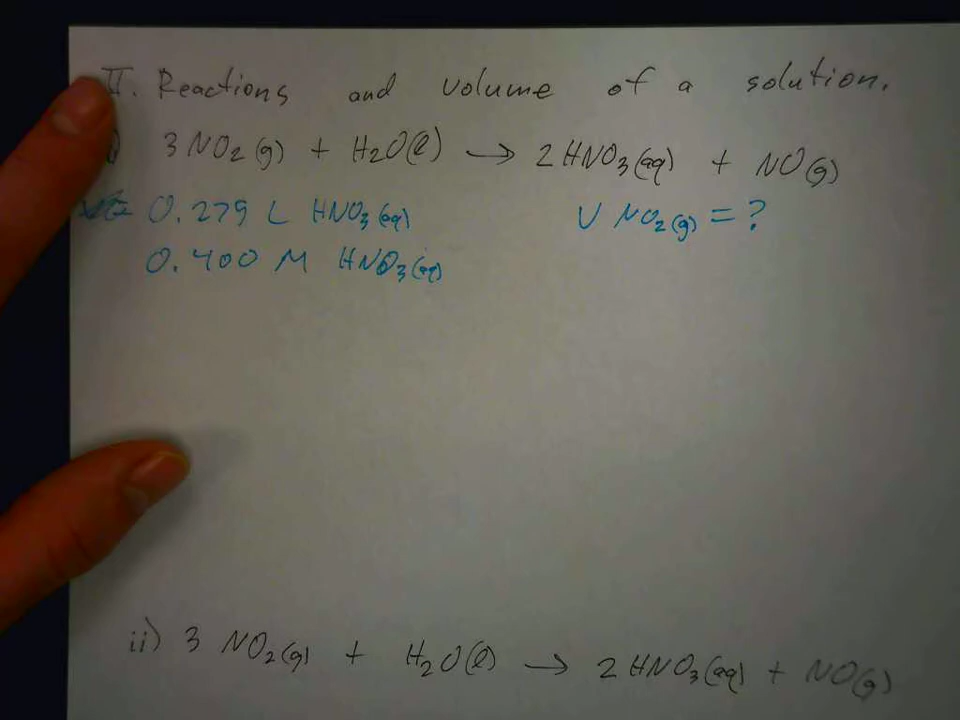 II. Reactions and volume of a solution.
) 3 NO₂(g) + H₂O(l) → 2 HNO₃(aq) + NO(g)
0.279 L HNO₃(aq) V NO₂(g) = ?
0.400 M HNO₃(aq)
ii) 3 NO₂(g) + H₂O(l) → 2 HNO₃(aq) + NO(g)